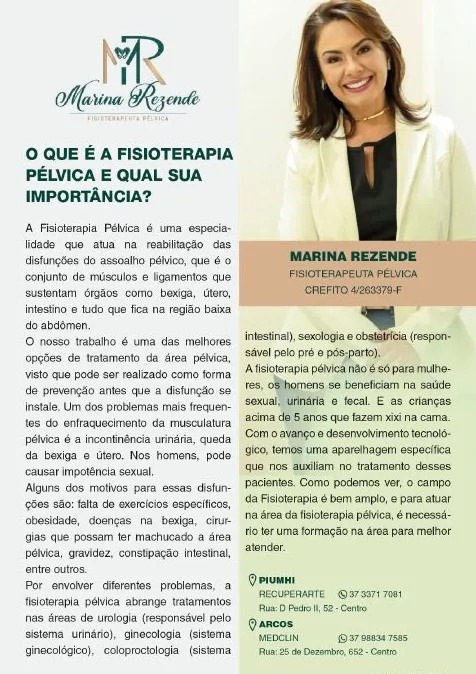 MR
Marina Rezende
FISIOTERAPEUTA PÉLVICA
O QUE É A FISIOTERAPIA
PÉLVICA E QUAL SUA
IMPORTÂNCIA?
A Fisioterapia Pélvica é uma especia-
lidade que atua na reabilitação das
disfunções do assoalho pélvico, que é o
conjunto de músculos e ligamentos que
sustentam órgãos como bexiga, útero,
intestino e tudo que fica na região baixa
do abdômen.
O nosso trabalho é uma das melhores
opções de tratamento da área pélvica,
visto que pode ser realizado como forma
de prevenção antes que a disfunção se
instale. Um dos problemas mais frequen-
tes do enfraquecimento da musculatura
pélvica é a incontinência urinária, queda
da bexiga e útero. Nos homens, pode
causar impotência sexual.
Alguns dos motivos para essas disfun-
ções são: falta de exercícios específicos,
obesidade, doenças na bexiga, cirur-
gias que possam ter machucado a área
pélvica, gravidez, constipação intestinal,
entre outros.
Por envolver diferentes problemas, a
fisioterapia pélvica abrange tratamentos
nas áreas de urologia (responsável pelo
sistema urinário), ginecologia (sistema
ginecológico), coloproctologia (sistema
MARINA REZENDE
FISIOTERAPEUTA PÉLVICA
CREFITO 4/263379-F
intestinal), sexologia e obstetrícia (respon-
sável pelo pré e pós-parto).
A fisioterapia pélvica não é só para mulhe-
res, os homens se beneficiam na saúde
sexual, urinária e fecal. E as crianças
acima de 5 anos que fazem xixi na cama.
Com o avanço e desenvolvimento tecnoló-
gico, temos uma aparelhagem específica
que nos auxiliam no tratamento desses
pacientes. Como podemos ver, o campo
da Fisioterapia é bem amplo, e para atuar
na área da fisioterapia pélvica, é necessá-
rio ter uma formação na área para melhor
atender.
PIUMHI
RECUPERARTE 37 3371 7081
Rua: D Pedro II, 52 - Centro
ARCOS
MEDCLIN 37 98834 7585
Rua: 25 de Dezembro, 652 - Centro